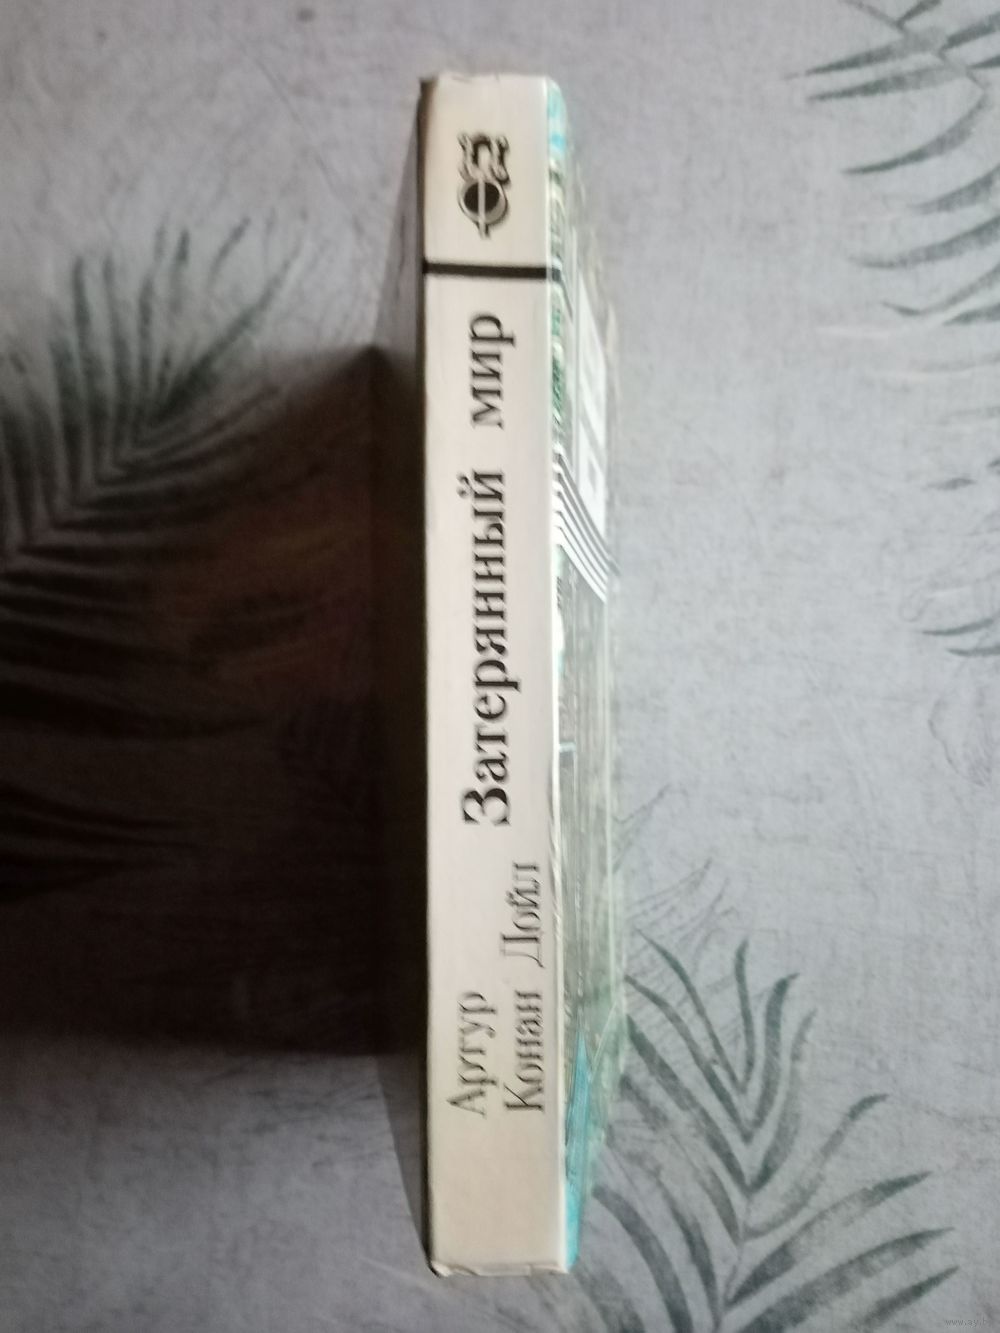 Артур
Конан Дойл
Затерянный мир